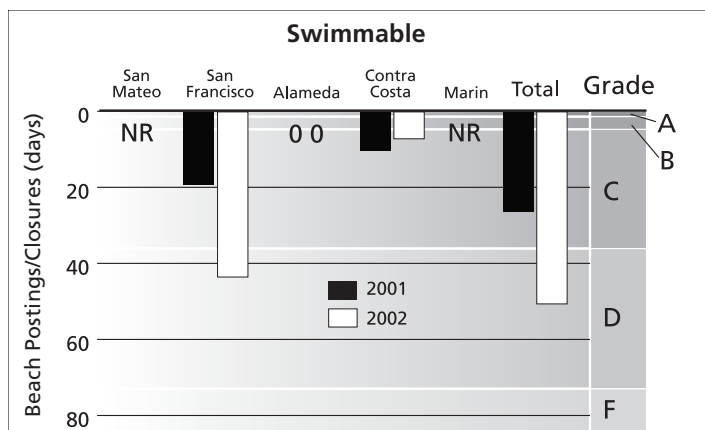 Swimmable
San Mateo
San Francisco
Alameda
Contra Costa
Marin
Total
Grade
Beach Postings/Closures (days)
0
20
40
60
80
NR
0 0
NR
A
B
C
D
F
2001
2002